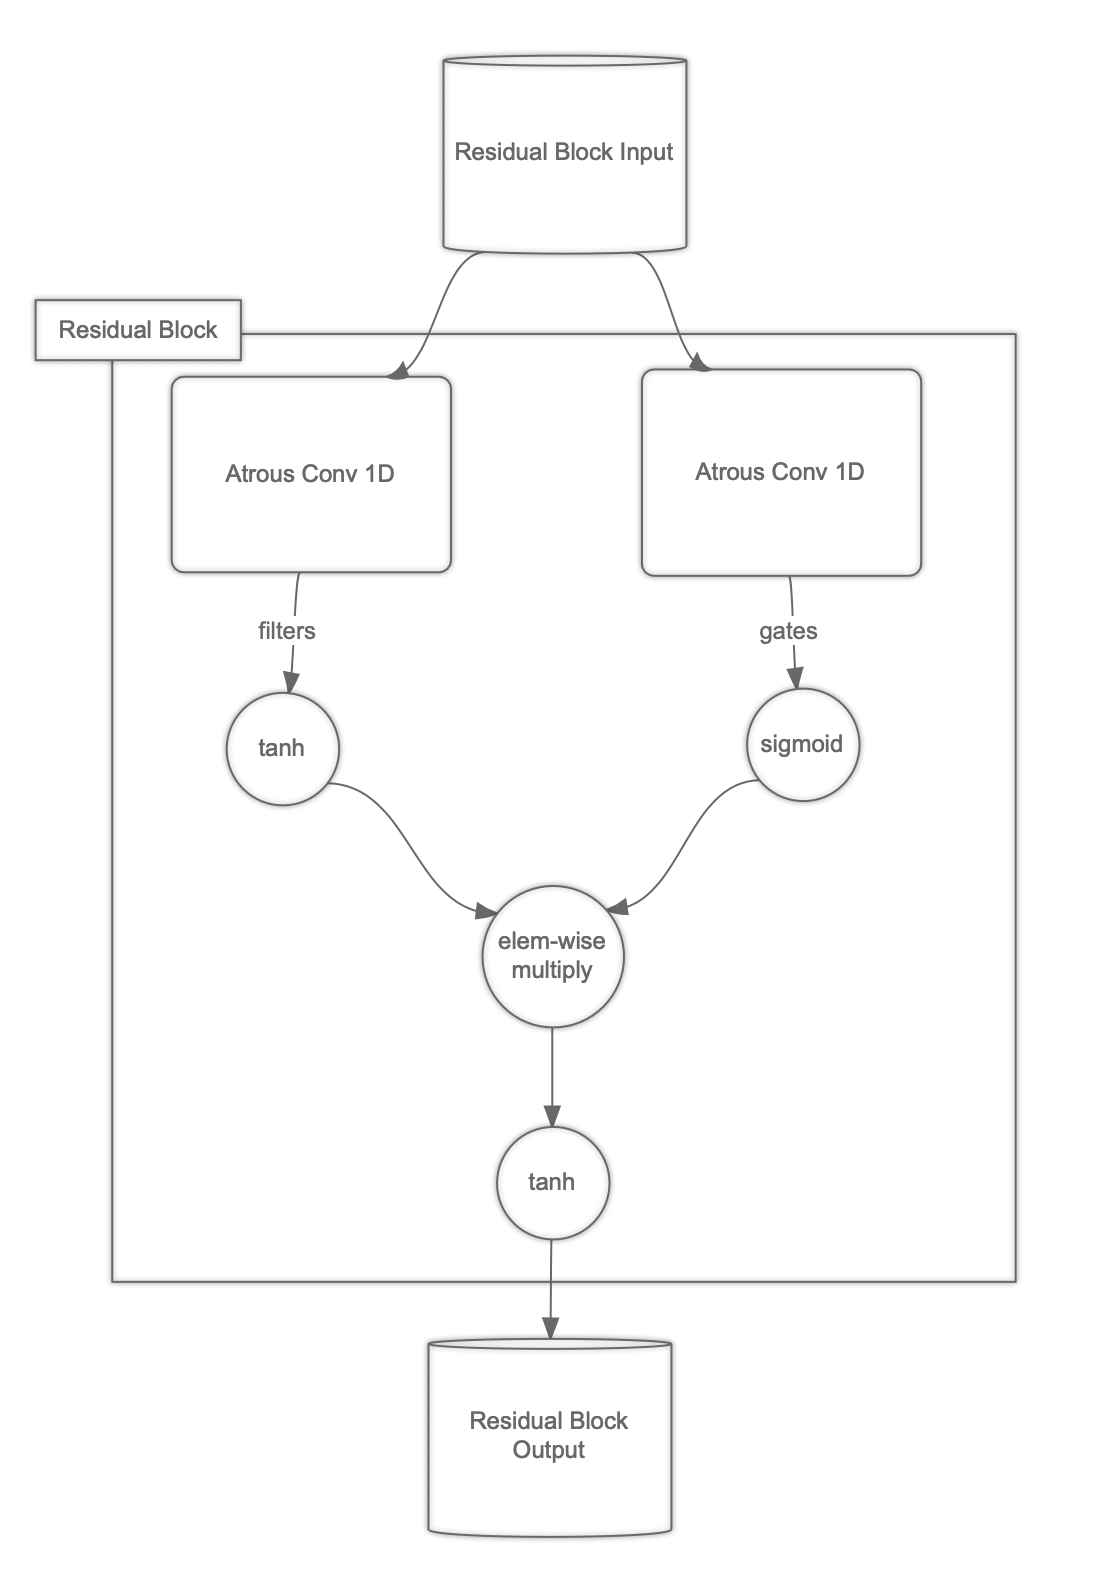 Residual Block Input
Residual Block
Atrous Conv 1D
Atrous Conv 1D
filters
gates
tanh
sigmoid
elem-wise
multiply
tanh
Residual Block
Output